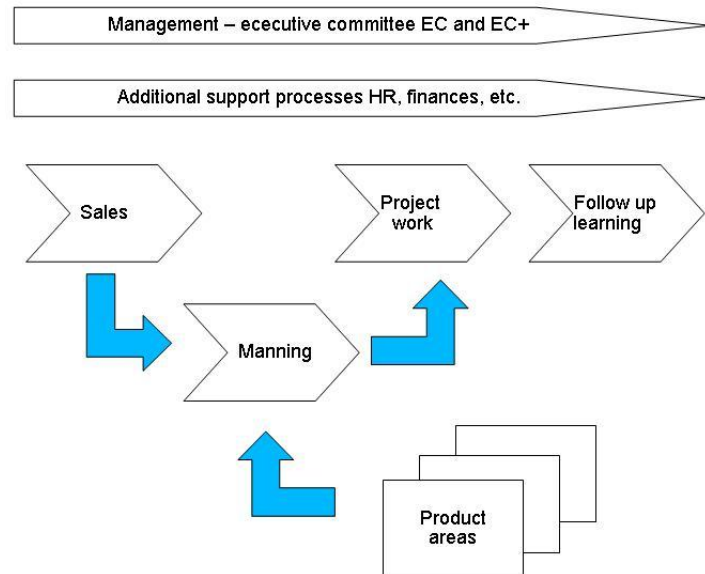 Management – ececutive committee EC and EC+
Additional support processes HR, finances, etc.
Sales
Project
work
Follow up
learning
Manning
Product
areas